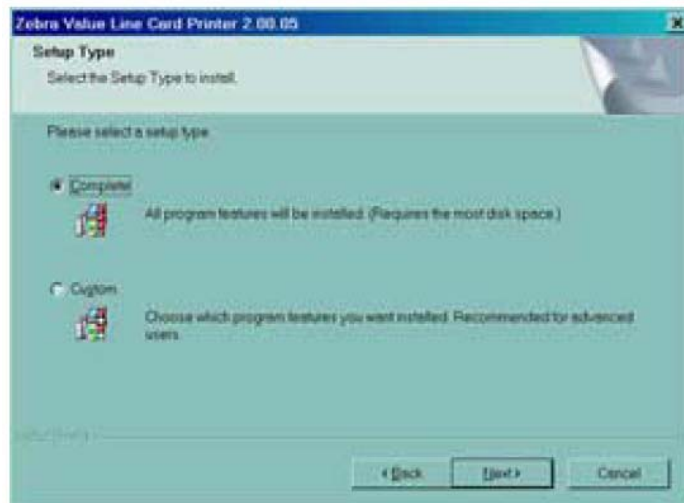 Zebra Value Line Card Printer 2.00.05
Setup Type
Select the Setup Type to install.
Please select a setup type.
Complete
All program features will be installed. (Requires the most disk space.)
Custom
Choose which program features you want installed. Recommended for advanced
users.
< Back
Next >
Cancel